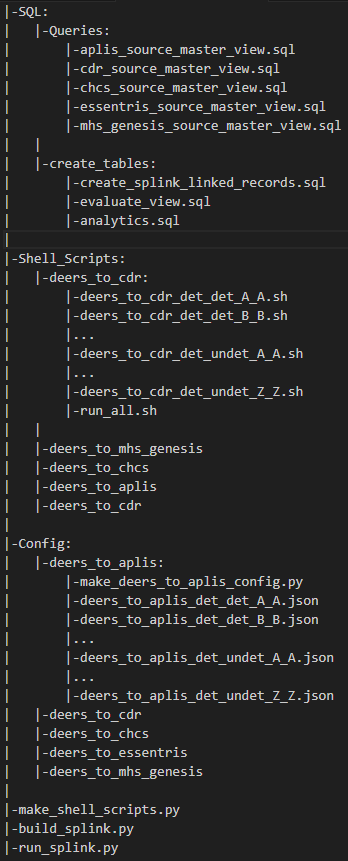 |-SQL:
|   |-Queries:
|       |-aplis_source_master_view.sql
|       |-cdr_source_master_view.sql
|       |-chcs_source_master_view.sql
|       |-essentris_source_master_view.sql
|       |-mhs_genesis_source_master_view.sql
|   |
|   |-create_tables:
|       |-create_splink_linked_records.sql
|       |-evaluate_view.sql
|       |-analytics.sql
|
|-Shell_Scripts:
|   |-deers_to_cdr:
|       |-deers_to_cdr_det_det_A_A.sh
|       |-deers_to_cdr_det_det_B_B.sh
|       |...
|       |-deers_to_cdr_det_undet_A_A.sh
|       |...
|       |-deers_to_cdr_det_undet_Z_Z.sh
|       |-run_all.sh
|   |
|   |-deers_to_mhs_genesis
|   |-deers_to_chcs
|   |-deers_to_aplis
|   |-deers_to_cdr
|
|-Config:
|   |-deers_to_aplis:
|       |-make_deers_to_aplis_config.py
|       |-deers_to_aplis_det_det_A_A.json
|       |-deers_to_aplis_det_det_B_B.json
|       |...
|       |-deers_to_aplis_det_undet_A_A.json
|       |...
|       |-deers_to_aplis_det_undet_Z_Z.json
|   |-deers_to_cdr
|   |-deers_to_chcs
|   |-deers_to_essentris
|   |-deers_to_mhs_genesis
|
|-make_shell_scripts.py
|-build_splink.py
|-run_splink.py